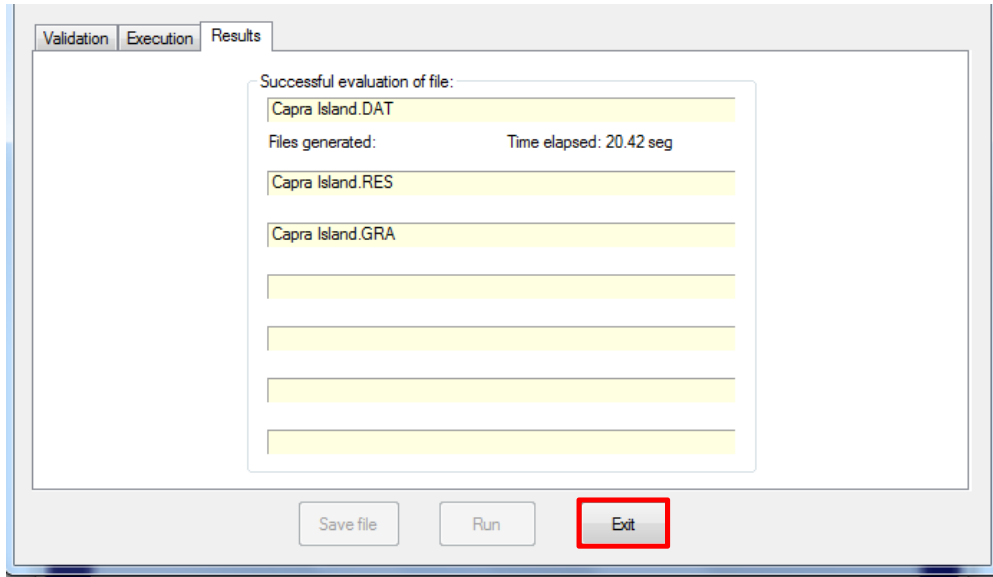 Validation Execution Results
Successful evaluation of file:
Capra Island.DAT
Files generated: Time elapsed: 20.42 seg
Capra Island.RES
Capra Island.GRA
Save file Run Exit